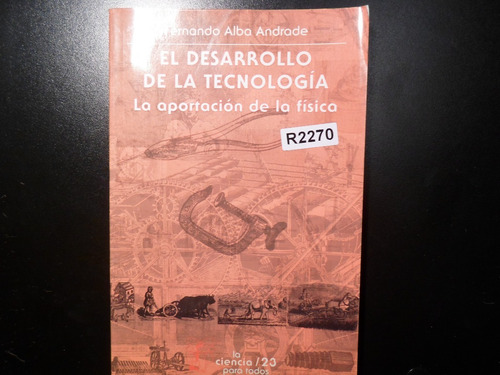 Fernando Alba Andrade
EL DESARROLLO
DE LA TECNOLOGÍA
La aportación de la física
R2270
la
ciencia/23
para todos